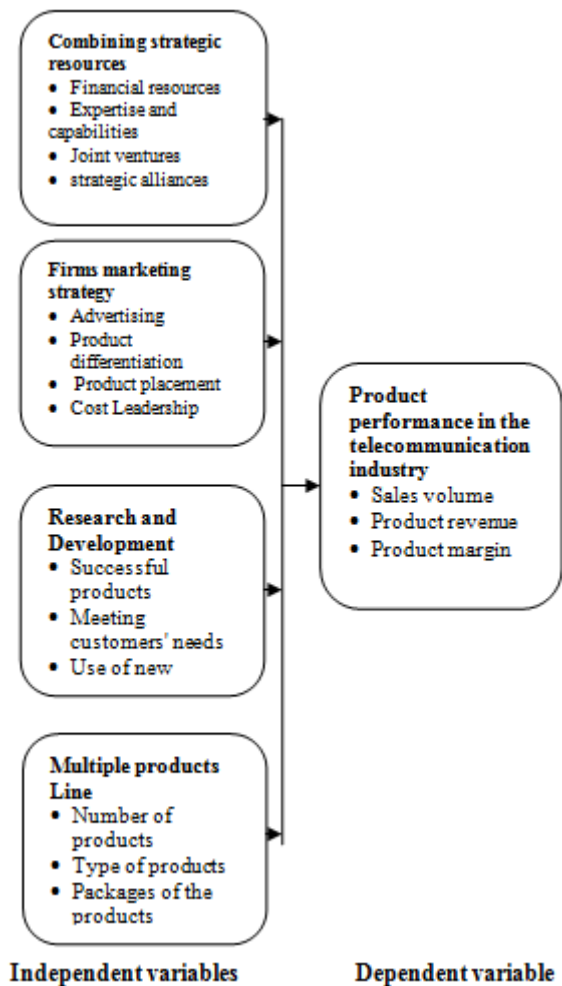 Combining strategic
resources
• Financial resources
• Expertise and
capabilities
• Joint ventures
• strategic alliances
Firms marketing
strategy
• Advertising
• Product
differentiation
• Product placement
• Cost Leadership
Research and
Development
• Successful
products
• Meeting
customers' needs
• Use of new
Multiple products
Line
• Number of
products
• Type of products
• Packages of the
products
Product
performance in the
telecommunication
industry
• Sales volume
• Product revenue
• Product margin
Independent variables
Dependent variable